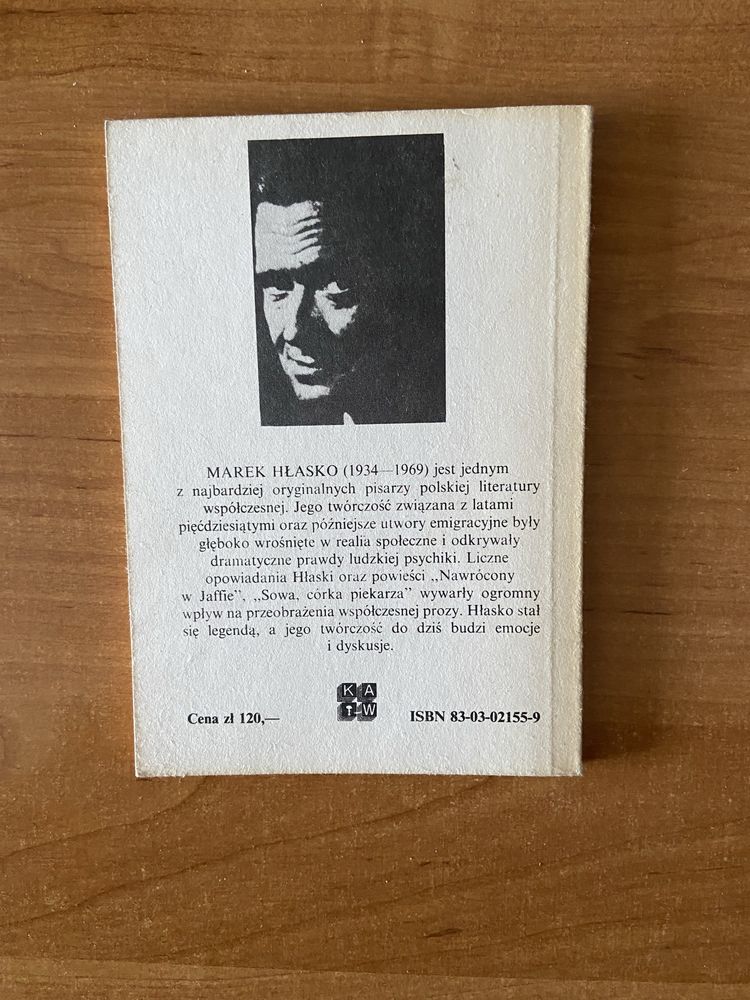 MAREK HŁASKO (1934—1969) jest jednym
z najbardziej oryginalnych pisarzy polskiej literatury
współczesnej. Jego twórczość związana z latami
pięćdziesiątymi oraz późniejsze utwory emigracyjne były
głęboko wrośnięte w realia społeczne i odkrywały
dramatyczne prawdy ludzkiej psychiki. Liczne
opowiadania Hłaski oraz powieści „Nawrócony
w Jaffie”, „Sowa, córka piekarza” wywarły ogromny
wpływ na przeobrażenia współczesnej prozy. Hłasko stał
się legendą, a jego twórczość do dziś budzi emocje
i dyskusje.
K A
W
Cena zł 120,—
ISBN 83-03-02155-9